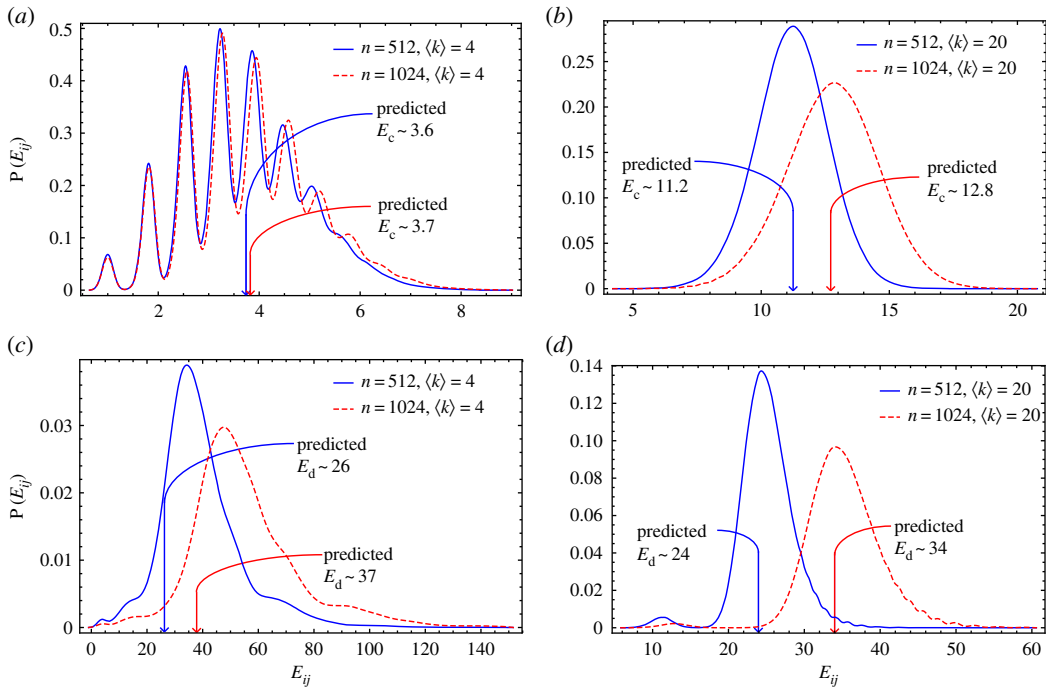 (a)
0.5
0.4
0.3
0.2
0.1
0
P (E_ij)
n = 512, ⟨k⟩ = 4
n = 1024, ⟨k⟩ = 4
predicted
E_c ~ 3.6
predicted
E_c ~ 3.7
2 4 6 8
(b)
0.25
0.20
0.15
0.10
0.05
0
n = 512, ⟨k⟩ = 20
n = 1024, ⟨k⟩ = 20
predicted
E_c ~ 11.2
predicted
E_c ~ 12.8
5 10 15 20
(c)
0.03
0.02
0.01
0
P (E_ij)
n = 512, ⟨k⟩ = 4
n = 1024, ⟨k⟩ = 4
predicted
E_d ~ 26
predicted
E_d ~ 37
0 20 40 60 80 100 120 140
E_ij
(d)
0.14
0.12
0.10
0.08
0.06
0.04
0.02
0
n = 512, ⟨k⟩ = 20
n = 1024, ⟨k⟩ = 20
predicted
E_d ~ 24
predicted
E_d ~ 34
10 20 30 40 50 60
E_ij